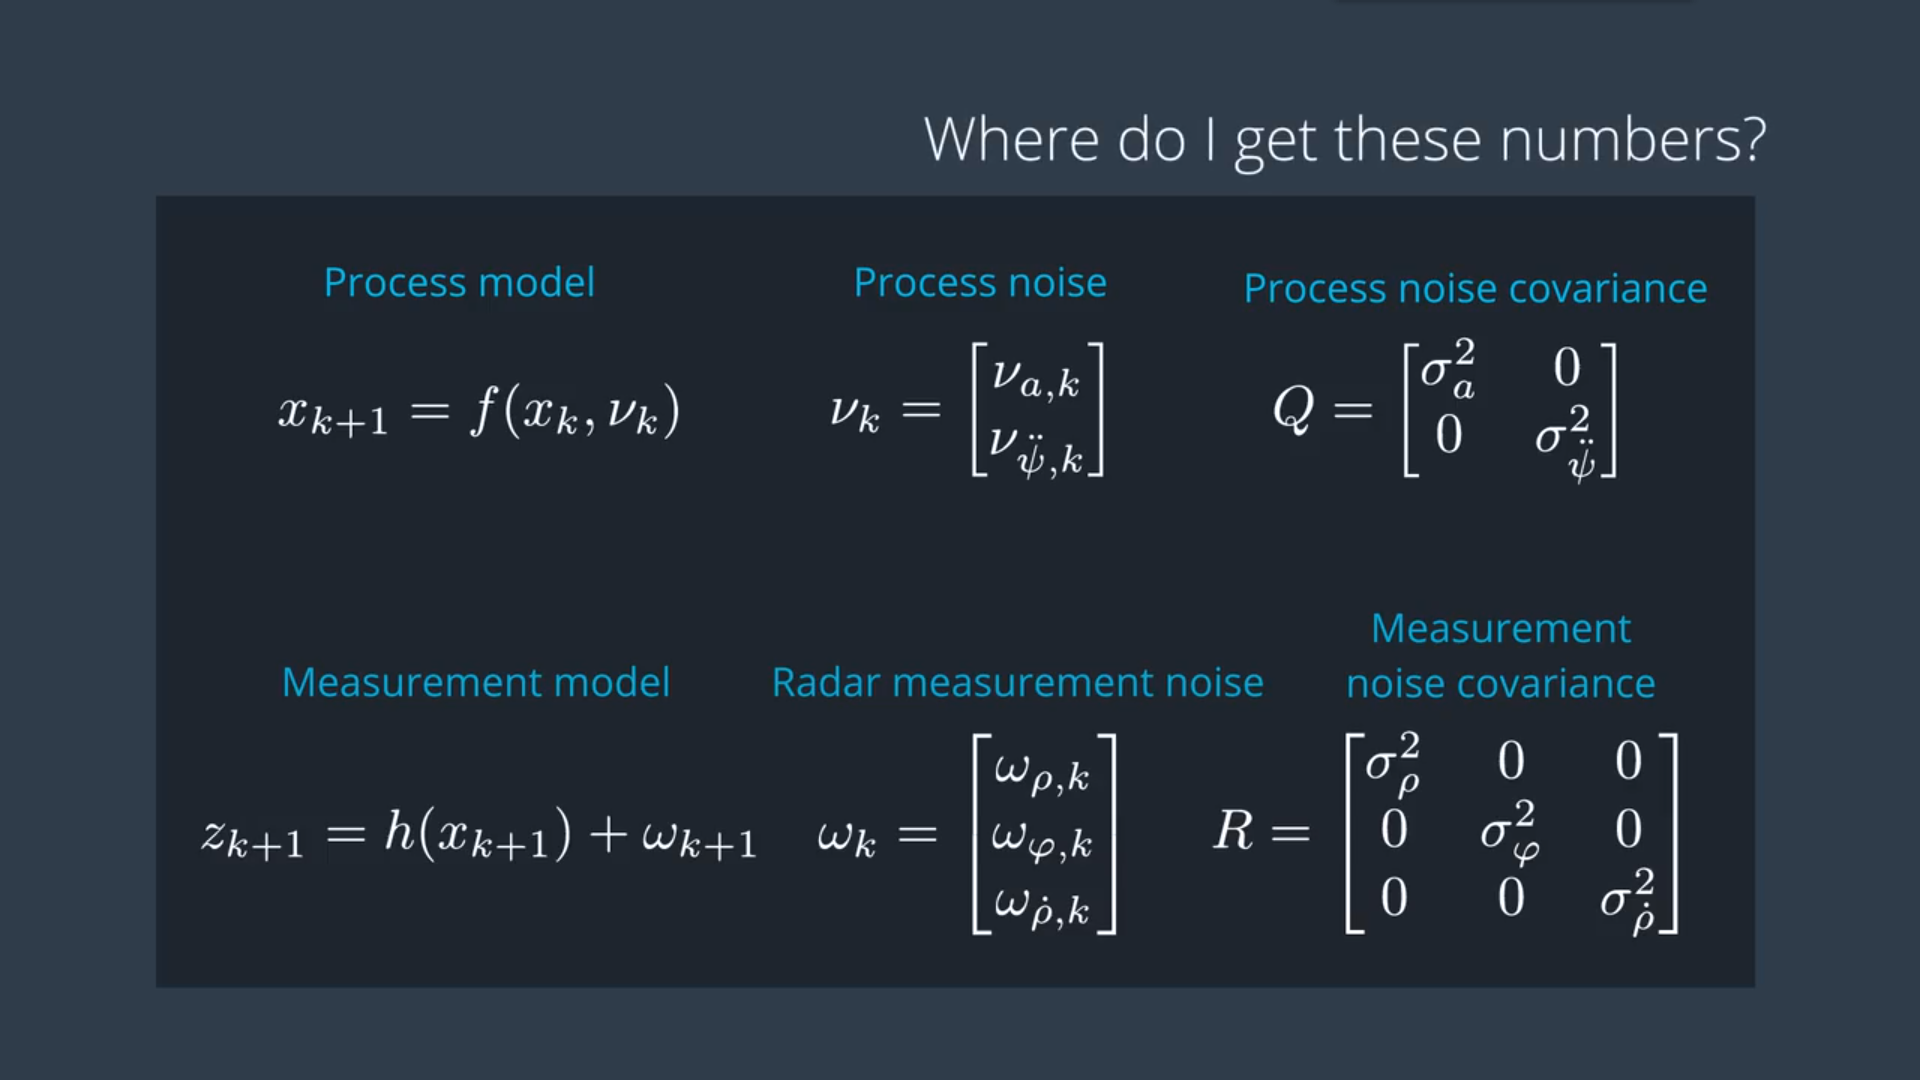 Where do I get these numbers?
Process model
Process noise
Process noise covariance
$x_{k+1} = f(x_k, \nu_k)$
$\nu_k = \begin{bmatrix} \nu_{a,k} \\ \nu_{\ddot{\psi},k} \end{bmatrix}$
$Q = \begin{bmatrix} \sigma_a^2 & 0 \\ 0 & \sigma_{\ddot{\psi}}^2 \end{bmatrix}$
Measurement model
Radar measurement noise
Measurement
noise covariance
$z_{k+1} = h(x_{k+1}) + \omega_{k+1}$
$\omega_k = \begin{bmatrix} \omega_{\rho,k} \\ \omega_{\varphi,k} \\ \omega_{\dot{\rho},k} \end{bmatrix}$
$R = \begin{bmatrix} \sigma_\rho^2 & 0 & 0 \\ 0 & \sigma_\varphi^2 & 0 \\ 0 & 0 & \sigma_{\dot{\rho}}^2 \end{bmatrix}$